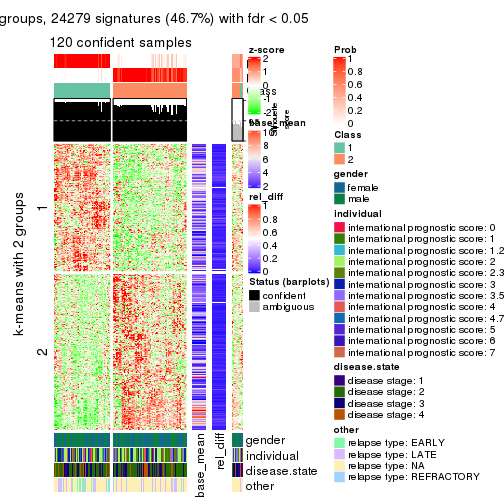 groups, 24279 signatures (46.7%) with fdr < 0.05
120 confident samples
k-means with 2 groups
1
2
z-score
2
1
-2
base_mean
10
8
6
4
2
rel_diff
1
0.8
0.6
0.4
0.2
0
Status (barplots)
confident
ambiguous
Silhouette
score
base_mean
rel_diff
gender
individual
disease.state
other
Prob
1
0.8
0.6
0.4
0.2
0
Class
1
2
gender
female
male
individual
international prognostic score: 0
international prognostic score: 1
international prognostic score: 1.2
international prognostic score: 2
international prognostic score: 2.3
international prognostic score: 3
international prognostic score: 3.5
international prognostic score: 4
international prognostic score: 4.7
international prognostic score: 5
international prognostic score: 6
international prognostic score: 7
disease.state
disease stage: 1
disease stage: 2
disease stage: 3
disease stage: 4
other
relapse type: EARLY
relapse type: LATE
relapse type: NA
relapse type: REFRACTORY